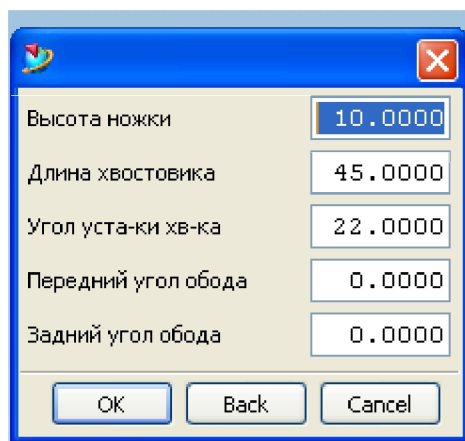 Высота ножки 10.0000
Длина хвостовика 45.0000
Угол уста-ки хв-ка 22.0000
Передний угол обода 0.0000
Задний угол обода 0.0000
OK Back Cancel